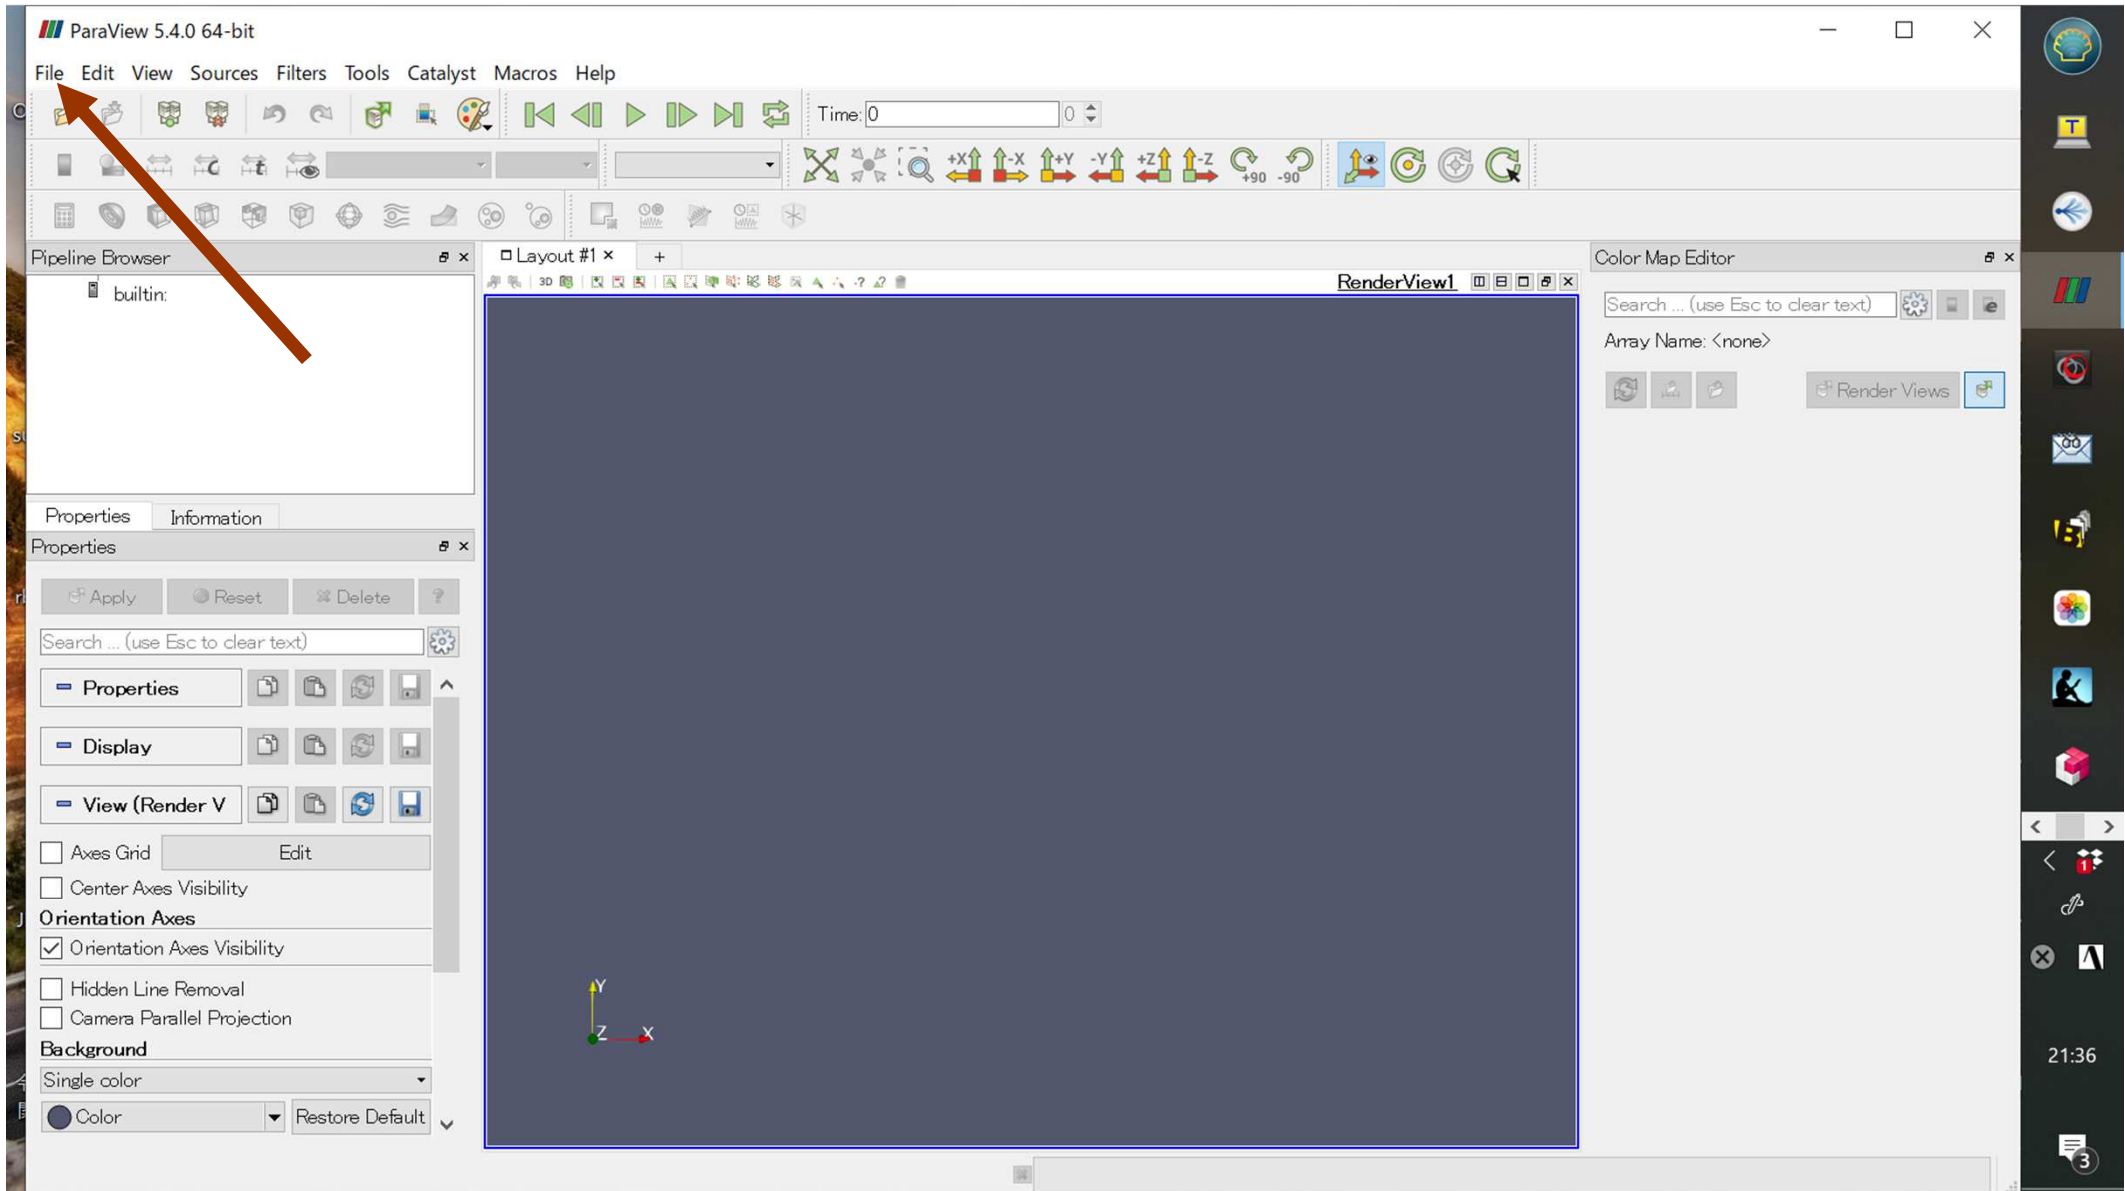 ParaView 5.4.0 64-bit
File Edit View Sources Filters Tools Catalyst Macros Help
Time: 0 0
+X -X +Y -Y +Z -Z +90 -90
Pipeline Browser
builtin:
Layout #1
3D
RenderView1
Color Map Editor
Search ... (use Esc to clear text)
Array Name: <none>
Render Views
Properties Information
Properties
Apply Reset Delete ?
Search ... (use Esc to clear text)
Properties
Display
View (Render V
Axes Grid Edit
Center Axes Visibility
Orientation Axes
Orientation Axes Visibility
Hidden Line Removal
Camera Parallel Projection
Background
Single color
Color Restore Default
Y
Z X
T
B
1
21:36
3